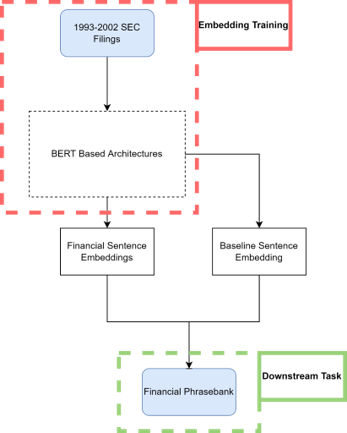 1993-2002 SEC
Filings
Embedding Training
BERT Based Architectures
Financial Sentence
Embeddings
Baseline Sentence
Embedding
Downstream Task
Financial Phrasebank